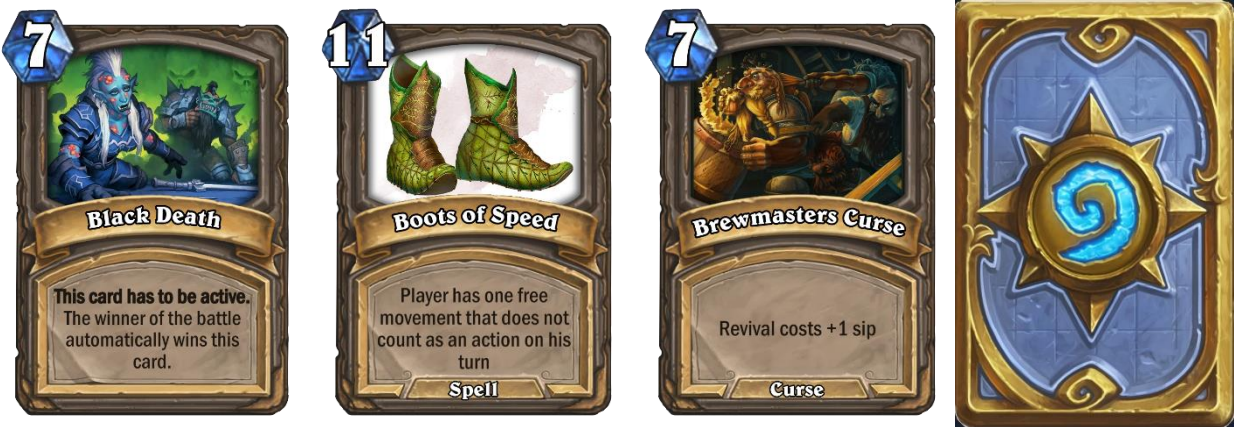 7
Black Death
This card has to be active.
The winner of the battle
automatically wins this
card.
11
Boots of Speed
Player has one free
movement that does not
count as an action on his
turn
Spell
7
Brewmasters Curse
Revival costs +1 sip
Curse